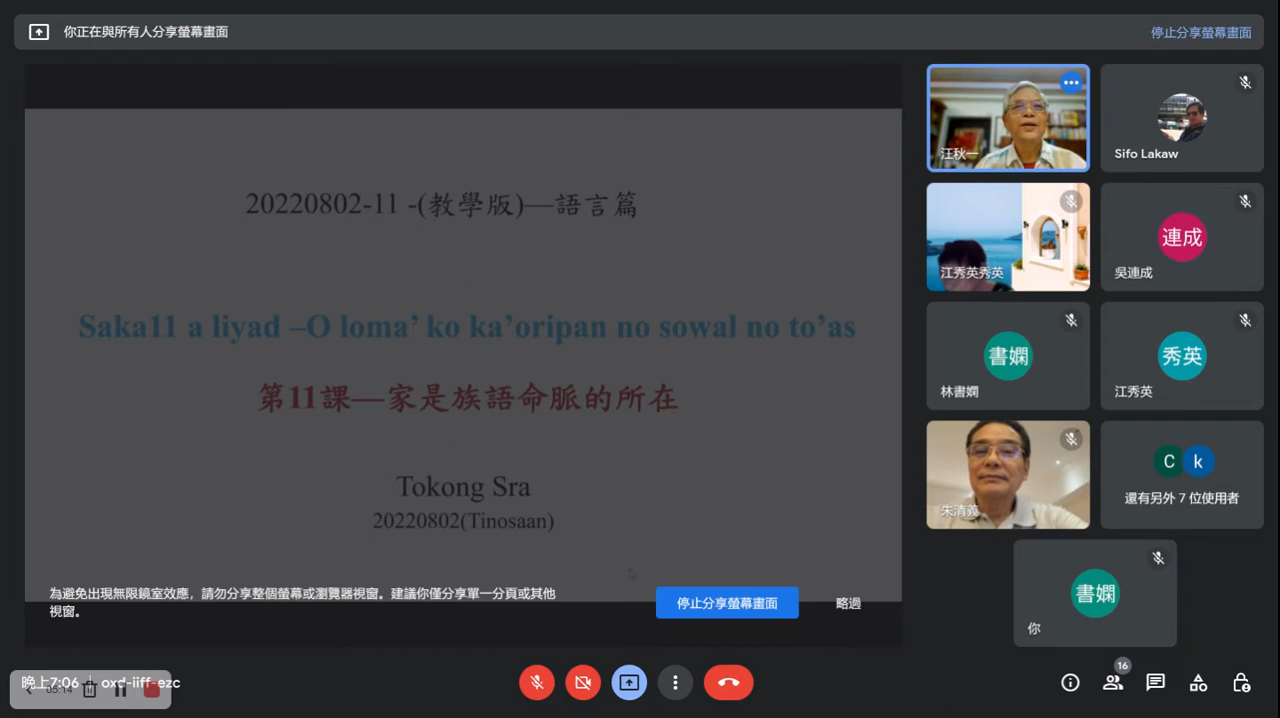 你正在與所有人分享螢幕畫面
停止分享螢幕畫面
20220802-11 -(教學版)—語言篇
Saka11 a liyad –O loma’ ko ka’oripan no sowal no to’as
第11課—家是族語命脈的所在
Tokong Sra
20220802(Tinosaan)
為避免出現無限鏡室效應，請勿分享整個螢幕或瀏覽器視窗。建議你僅分享單一分頁或其他
視窗。
停止分享螢幕畫面
略過
汪秋一
Sifo Lakaw
江秀英秀英
連成
吳連成
書嫻
林書嫻
秀英
江秀英
朱清義
C k
還有另外 7 位使用者
書嫻
你
晚上7:06 | oxd-iiff-ezc
05:14
16